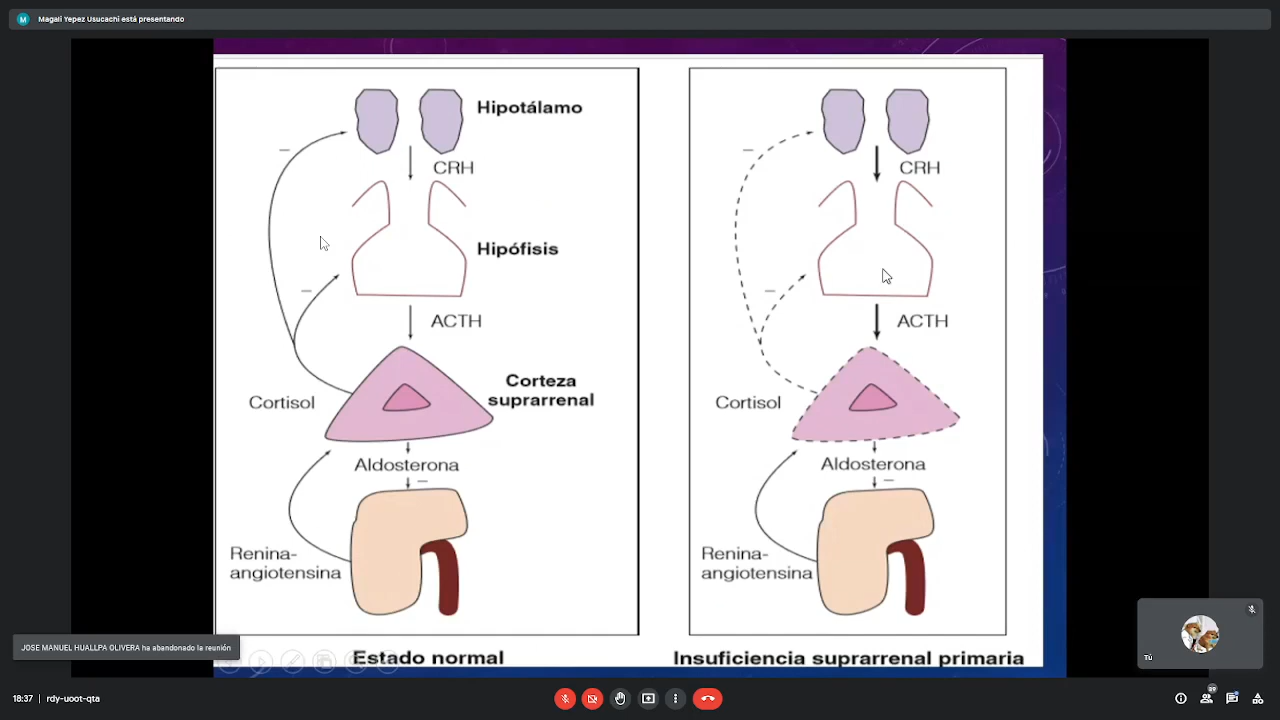 M
Magali Yepez Usucachi está presentando
Hipotálamo
CRH
Hipófisis
ACTH
Corteza
suprarrenal
Cortisol
Aldosterona
Renina-
angiotensina
Estado normal
CRH
ACTH
Cortisol
Aldosterona
Renina-
angiotensina
Insuficiencia suprarrenal primaria
JOSE MANUEL HUALLPA OLIVERA ha abandonado la reunión
Tú
18:37 | rdy-uoot-qta